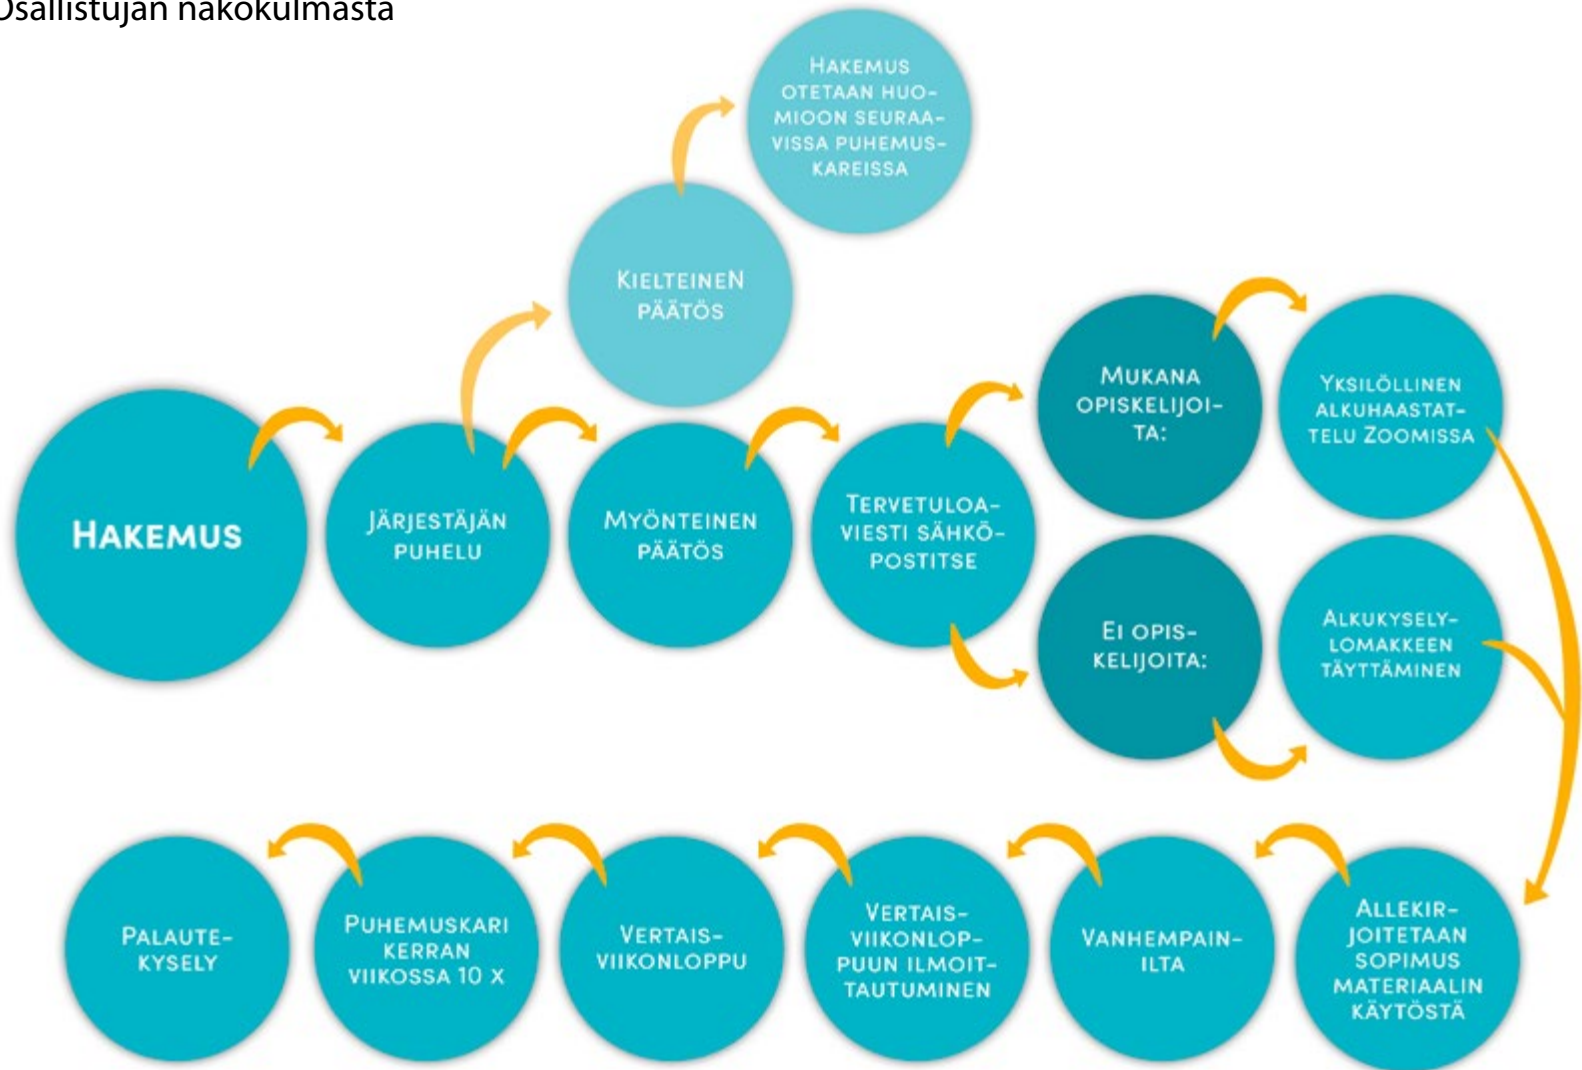 Osallistujan näkökulmasta
HAKEMUS
OTETAAN HUO-
MIOON SEURAA-
VISSA PUHEMUS-
KAREISSA
KIELTEINEN
PÄÄTÖS
HAKEMUS
JÄRJESTÄJÄN
PUHELU
MYÖNTEINEN
PÄÄTÖS
TERVETULOA-
VIESTI SÄHKÖ-
POSTITSE
MUKANA
OPISKELIJOI-
TA:
YKSILÖLLINEN
ALKUHAASTAT-
TELU ZOOMISSA
EI OPIS-
KELIJOITA:
ALKUKYSELY-
LOMAKKEEN
TÄYTTÄMINEN
ALLEKIR-
JOITETAAN
SOPIMUS
MATERIAALIN
KÄYTÖSTÄ
VANHEMPAIN-
ILTA
VERTAIS-
VIIKONLOP-
PUUN ILMOIT-
TAUTUMINEN
VERTAIS-
VIIKONLOPPU
PUHEMUSKARI
KERRAN
VIIKOSSA 10 X
PALAUTE-
KYSELY